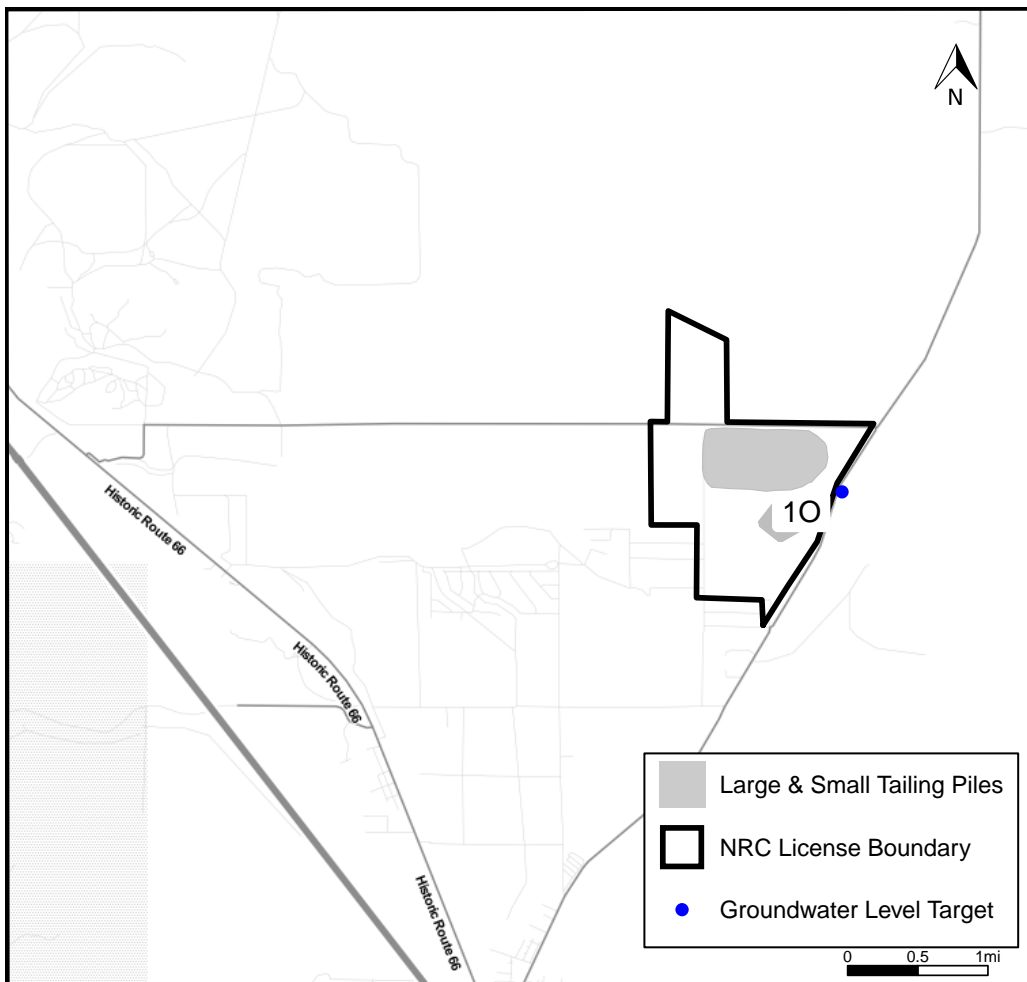 N
1O
Historic Route 66
Historic Route 66
Historic Route 66
Large & Small Tailing Piles
NRC License Boundary
Groundwater Level Target
0 0.5 1mi